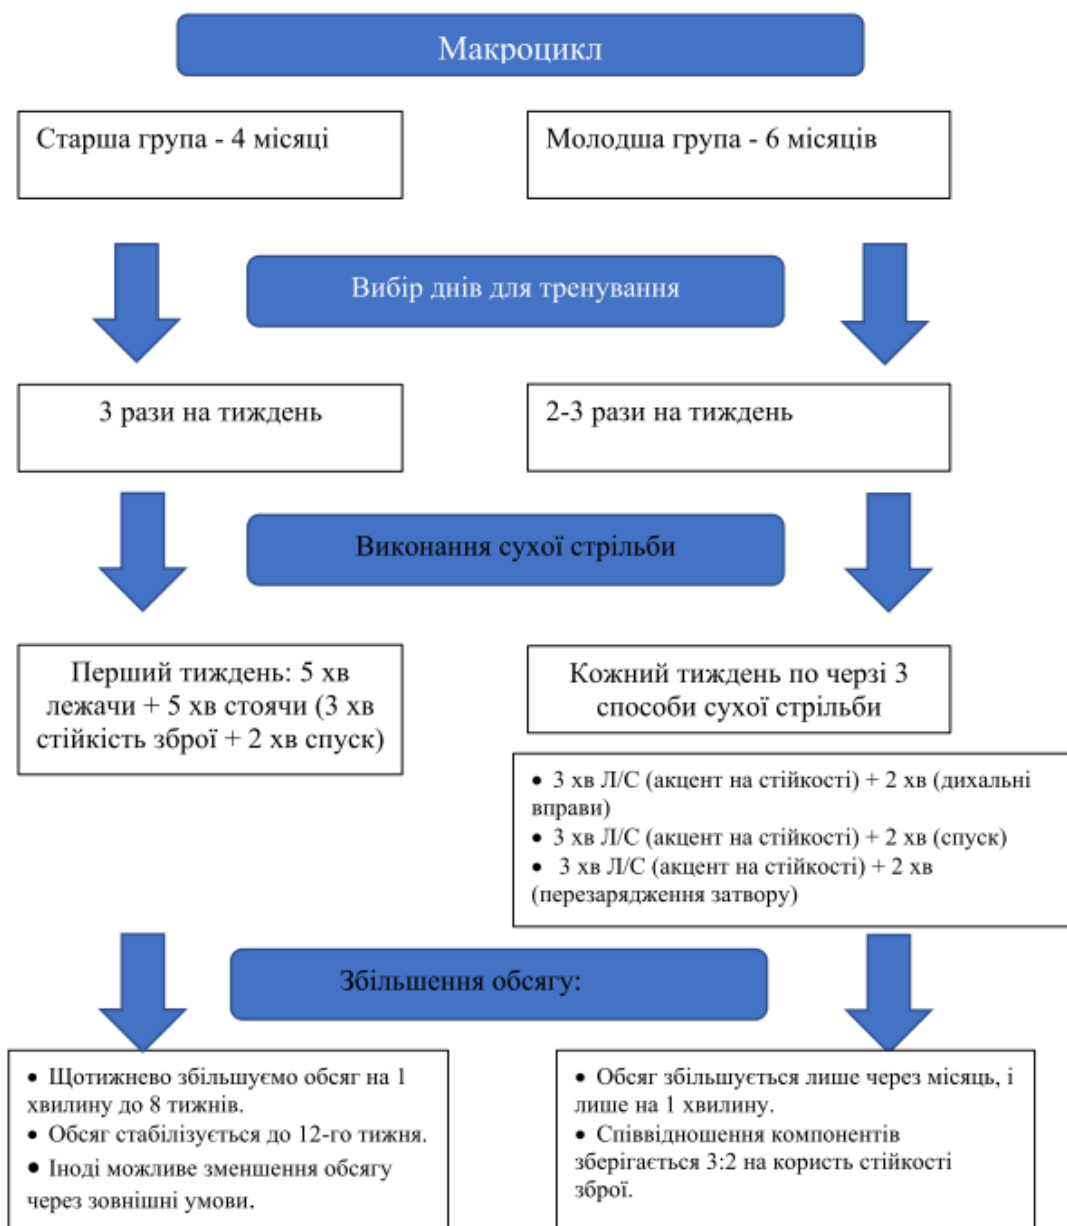 Макроцикл
Старша група - 4 місяці
Молодша група - 6 місяців
Вибір днів для тренування
3 рази на тиждень
2-3 рази на тиждень
Виконання сухої стрільби
Перший тиждень: 5 хв
лежачи + 5 хв стоячи (3 хв
стійкість зброї + 2 хв спуск)
Кожний тиждень по черзі 3
способи сухої стрільби
• 3 хв Л/С (акцент на стійкості) + 2 хв (дихальні
вправи)
• 3 хв Л/С (акцент на стійкості) + 2 хв (спуск)
• 3 хв Л/С (акцент на стійкості) + 2 хв
(перезарядження затвору)
Збільшення обсягу:
• Щотижнево збільшуємо обсяг на 1
хвилину до 8 тижнів.
• Обсяг стабілізується до 12-го тижня.
• Іноді можливе зменшення обсягу
через зовнішні умови.
• Обсяг збільшується лише через місяць, і
лише на 1 хвилину.
• Співвідношення компонентів
зберігається 3:2 на користь стійкості
зброї.